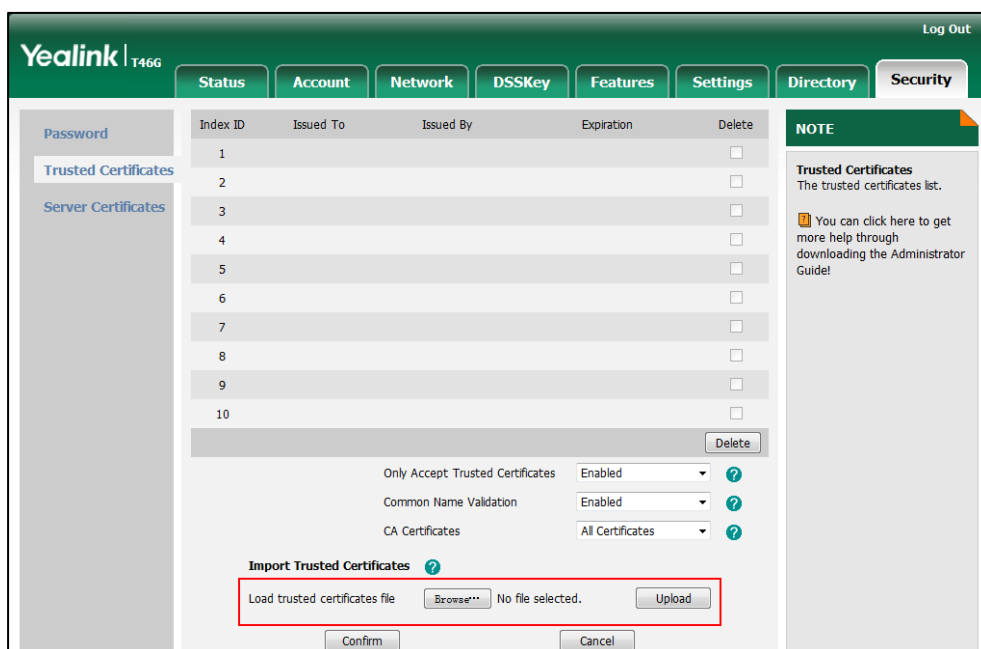 Log Out
Yealink | T46G
Status Account Network DSSKey Features Settings Directory Security
Password
Trusted Certificates
Server Certificates
Index ID Issued To Issued By Expiration Delete
1
2
3
4
5
6
7
8
9
10
Delete
Only Accept Trusted Certificates Enabled ?
Common Name Validation Enabled ?
CA Certificates All Certificates ?
Import Trusted Certificates ?
Load trusted certificates file Browse... No file selected. Upload
Confirm Cancel
NOTE
Trusted Certificates
The trusted certificates list.
? You can click here to get
more help through
downloading the Administrator
Guide!